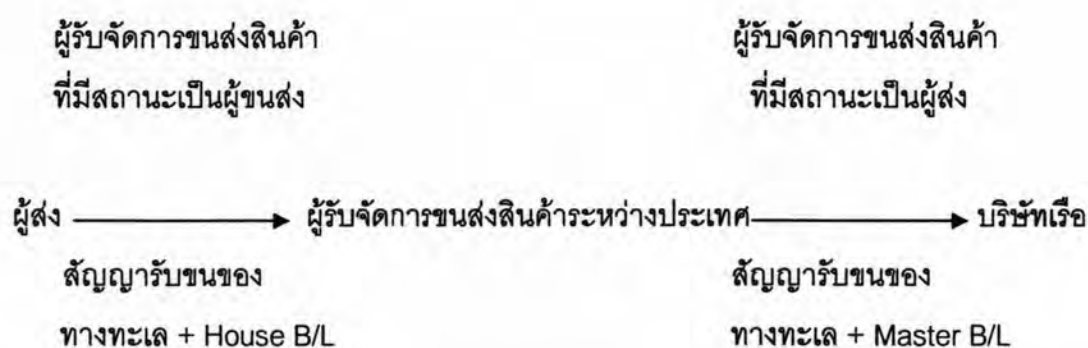 ผู้รับจัดการขนส่งสินค้า
ที่มีสถานะเป็นผู้ขนส่ง
ผู้รับจัดการขนส่งสินค้า
ที่มีสถานะเป็นผู้ส่ง
ผู้ส่ง ผู้รับจัดการขนส่งสินค้าระหว่างประเทศ บริษัทเรือ
สัญญารับขนของ
ทางทะเล + House B/L
สัญญารับขนของ
ทางทะเล + Master B/L